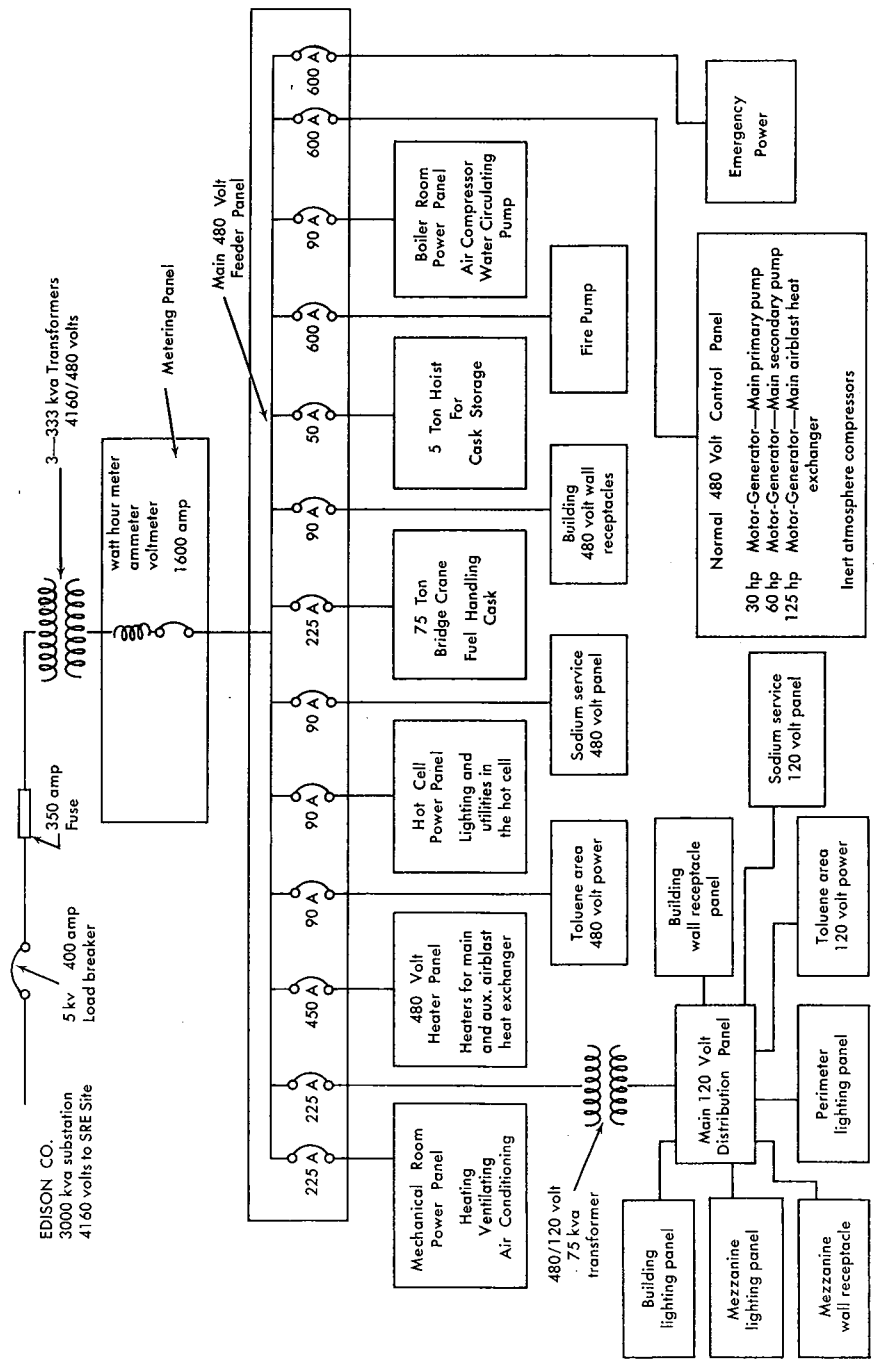 EDISON CO.
3000 kva substation
4160 volts to SRE Site
5 kv 400 amp
Load breaker
350 amp
Fuse
3—333 kva Transformers
4160/480 volts
watt hour meter
ammeter
voltmeter
1600 amp
Metering Panel
Main 480 Volt
Feeder Panel
225 A
225 A
450 A
90 A
90 A
90 A
225 A
90 A
50 A
600 A
90 A
600 A
600 A
Mechanical Room
Power Panel
Heating
Ventilating
Air Conditioning
480 Volt
Heater Panel
Heaters for main
and aux. airblast
heat exchanger
Hot Cell
Power Panel
Lighting and
utilities in
the hot cell
75 Ton
Bridge Crane
Fuel Handling
Cask
5 Ton Hoist
For
Cask Storage
Boiler Room
Power Panel
Air Compressor
Water Circulating
Pump
480/120 volt
75 kva
transformer
Toluene area
480 volt power
Sodium service
480 volt panel
Building
480 volt wall
receptacles
Fire Pump
Emergency
Power
Building
lighting panel
Mezzanine
lighting panel
Mezzanine
wall receptacle
Main 120 Volt
Distribution Panel
Building
wall receptacle
panel
Perimeter
lighting panel
Toluene area
120 volt power
Sodium service
120 volt panel
Normal 480 Volt Control Panel
30 hp Motor-Generator—Main primary pump
60 hp Motor-Generator—Main secondary pump
125 hp Motor-Generator—Main airblast heat
exchanger
Inert atmosphere compressors